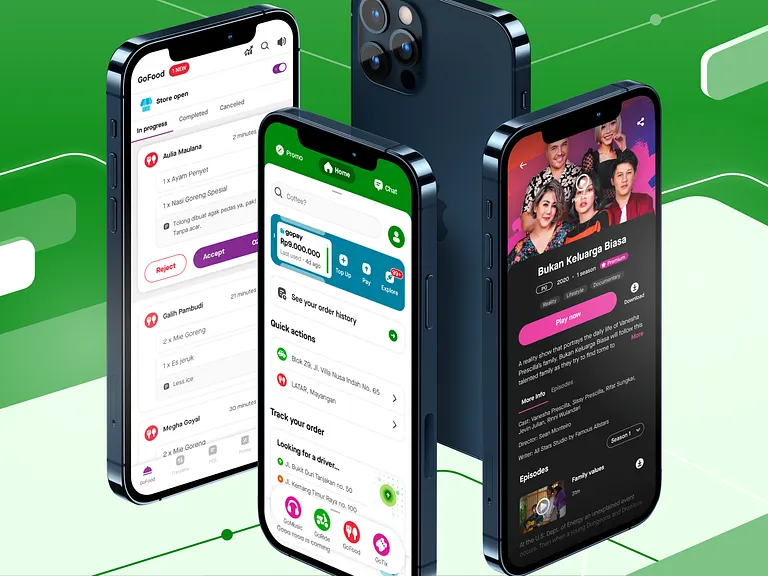 GoFood
1 NEW
Store open
In progress
Completed
Canceled
Aulia Maulana
2 minutes
1 x Ayam Penyet
1 x Nasi Goreng Spesial
Tolong dibuat agak pedas ya, pak!
Tanpa acar.
Reject
Accept
Galih Pambudi
21 minutes
2 x Mie Goreng
1 x Es jeruk
Less ice
Megha Goyal
30 minutes
2 x Mie Goreng
GoFood
Promo
Home
Chat
Coffee?
gopay
Rp9.000.000
Last used • 4d ago
Top Up
Pay
99+
Explore
See your order history
Quick actions
Blok Z9, Jl. Villa Nusa Indah No. 65
LATAR, Mayangan
Track your order
Looking for a driver...
Jl. Bukit Duri Tanjakan no. 50
Jl. Kemang Timur Raya no. 100
GoMusic
GoRide
GoFood
GoTix
Bukan Keluarga Biasa
PG
2020 • 1 season
Premium
Reality
Lifestyle
Documentary
Play now
Download
A reality show that portrays the daily life of Vanesha
Prescilla's family, Bukan Keluarga Biasa will follow this
talented family as they try to find time to
More
More Info
Episodes
Cast: Vanesha Prescilla, Sissy Prescilla, Rifat Sungkar,
Jevin Julian, Rinni Wulandari
Director: Sean Monteiro
Writer: All Stars Studio by Famous Allstars
Season 1
Episodes
Family values
21m
At the U.S. Dept. of Energy an unexplained event